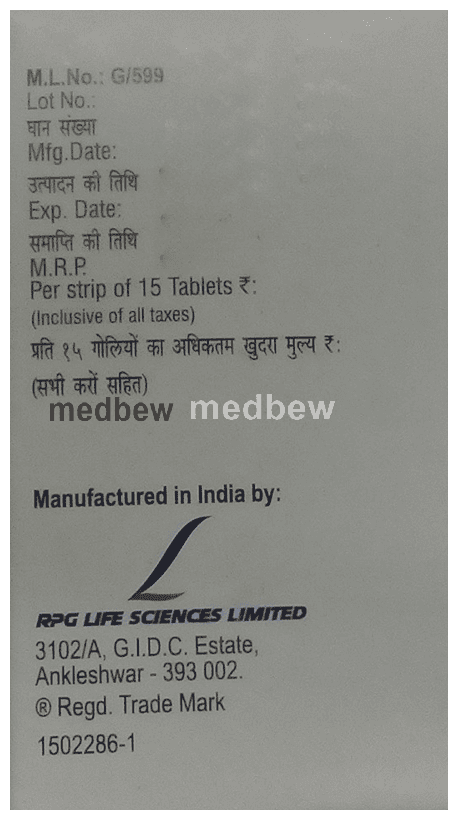 M.L.No.: G/599
Lot No.:
घान संख्या
Mfg.Date:
उत्पादन की तिथि
Exp. Date:
समाप्ति की तिथि
M.R.P.
Per strip of 15 Tablets ₹:
(Inclusive of all taxes)
प्रति १५ गोलियों का अधिकतम खुदरा मुल्य ₹:
(सभी करों सहित)
medbew medbew
Manufactured in India by:
RPG LIFE SCIENCES LIMITED
3102/A, G.I.D.C. Estate,
Ankleshwar - 393 002.
® Regd. Trade Mark
1502286-1